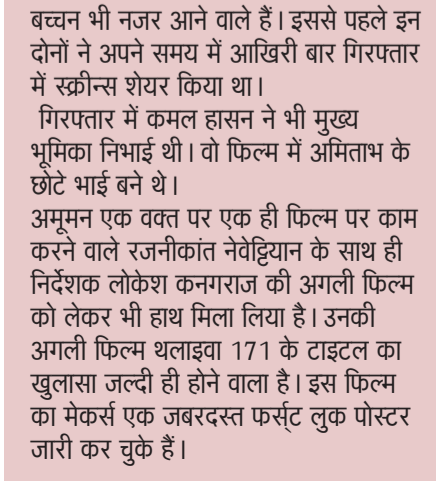 बच्चन भी नजर आने वाले हैं। इससे पहले इन
दोनों ने अपने समय में आखिरी बार गिरफ्तार
में स्क्रीन्स शेयर किया था।
गिरफ्तार में कमल हासन ने भी मुख्य
भूमिका निभाई थी। वो फिल्म में अमिताभ के
छोटे भाई बने थे।
अमूमन एक वक्त पर एक ही फिल्म पर काम
करने वाले रजनीकांत नेवेट्टियान के साथ ही
निर्देशक लोकेश कनगराज की अगली फिल्म
को लेकर भी हाथ मिला लिया है। उनकी
अगली फिल्म थलाइवा 171 के टाइटल का
खुलासा जल्दी ही होने वाला है। इस फिल्म
का मेकर्स एक जबरदस्त फर्स्ट लुक पोस्टर
जारी कर चुके हैं।